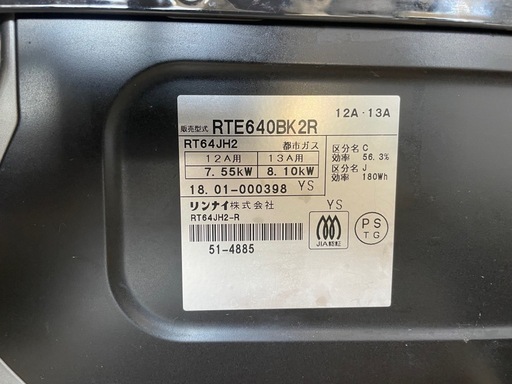 12A・13A
販売型式 RTE640BK2R
RT64JH2 都市ガス
12A用 13A用
7.55kW 8.10kW
区分名 C
効率 56.3%
区分名 J
効率 180Wh
18.01-000398 YS
リンナイ株式会社 YS
RT64JH2-R
JIA認証
PS
TG
51-4885